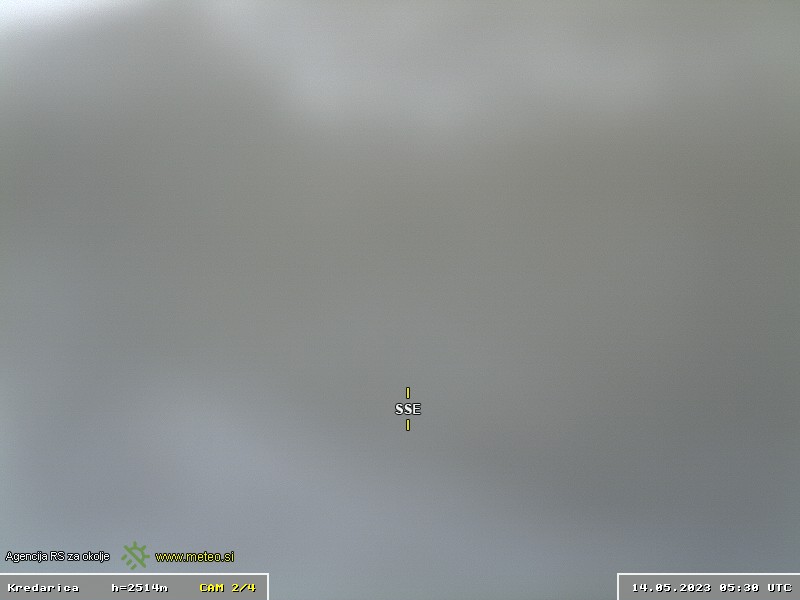 SSE
Agencija RS za okolje www.meteo.si
Kredarica h=2514m CAM 2/4 14.05.2023 05:30 UTC